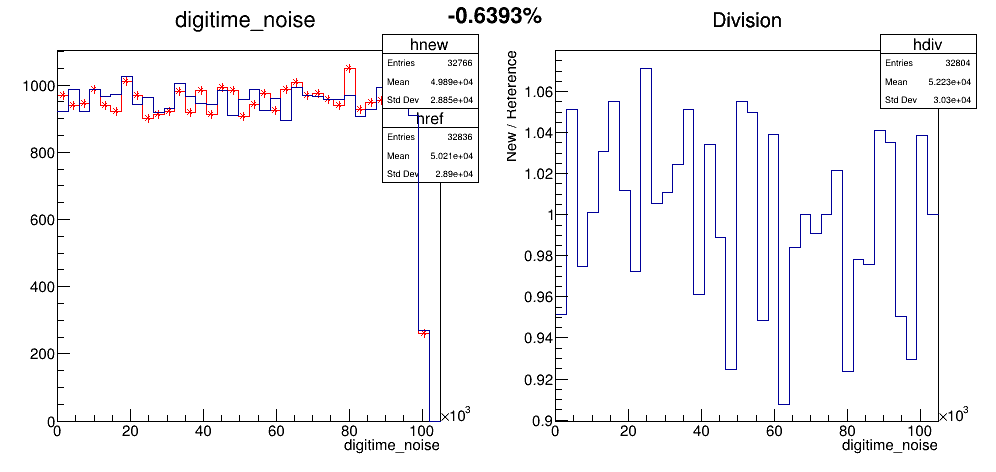 digitime_noise
-0.6393%
Division
hnew
Entries 32766
Mean 4.989e+04
Std Dev 2.885e+04
href
Entries 32836
Mean 5.021e+04
Std Dev 2.89e+04
1000
800
600
400
200
0
0 20 40 60 80 100
×10³
digitime_noise
hdiv
Entries 32804
Mean 5.223e+04
Std Dev 3.03e+04
New / Reference
1.06
1.04
1.02
1
0.98
0.96
0.94
0.92
0.9
0 20 40 60 80 100
×10³
digitime_noise